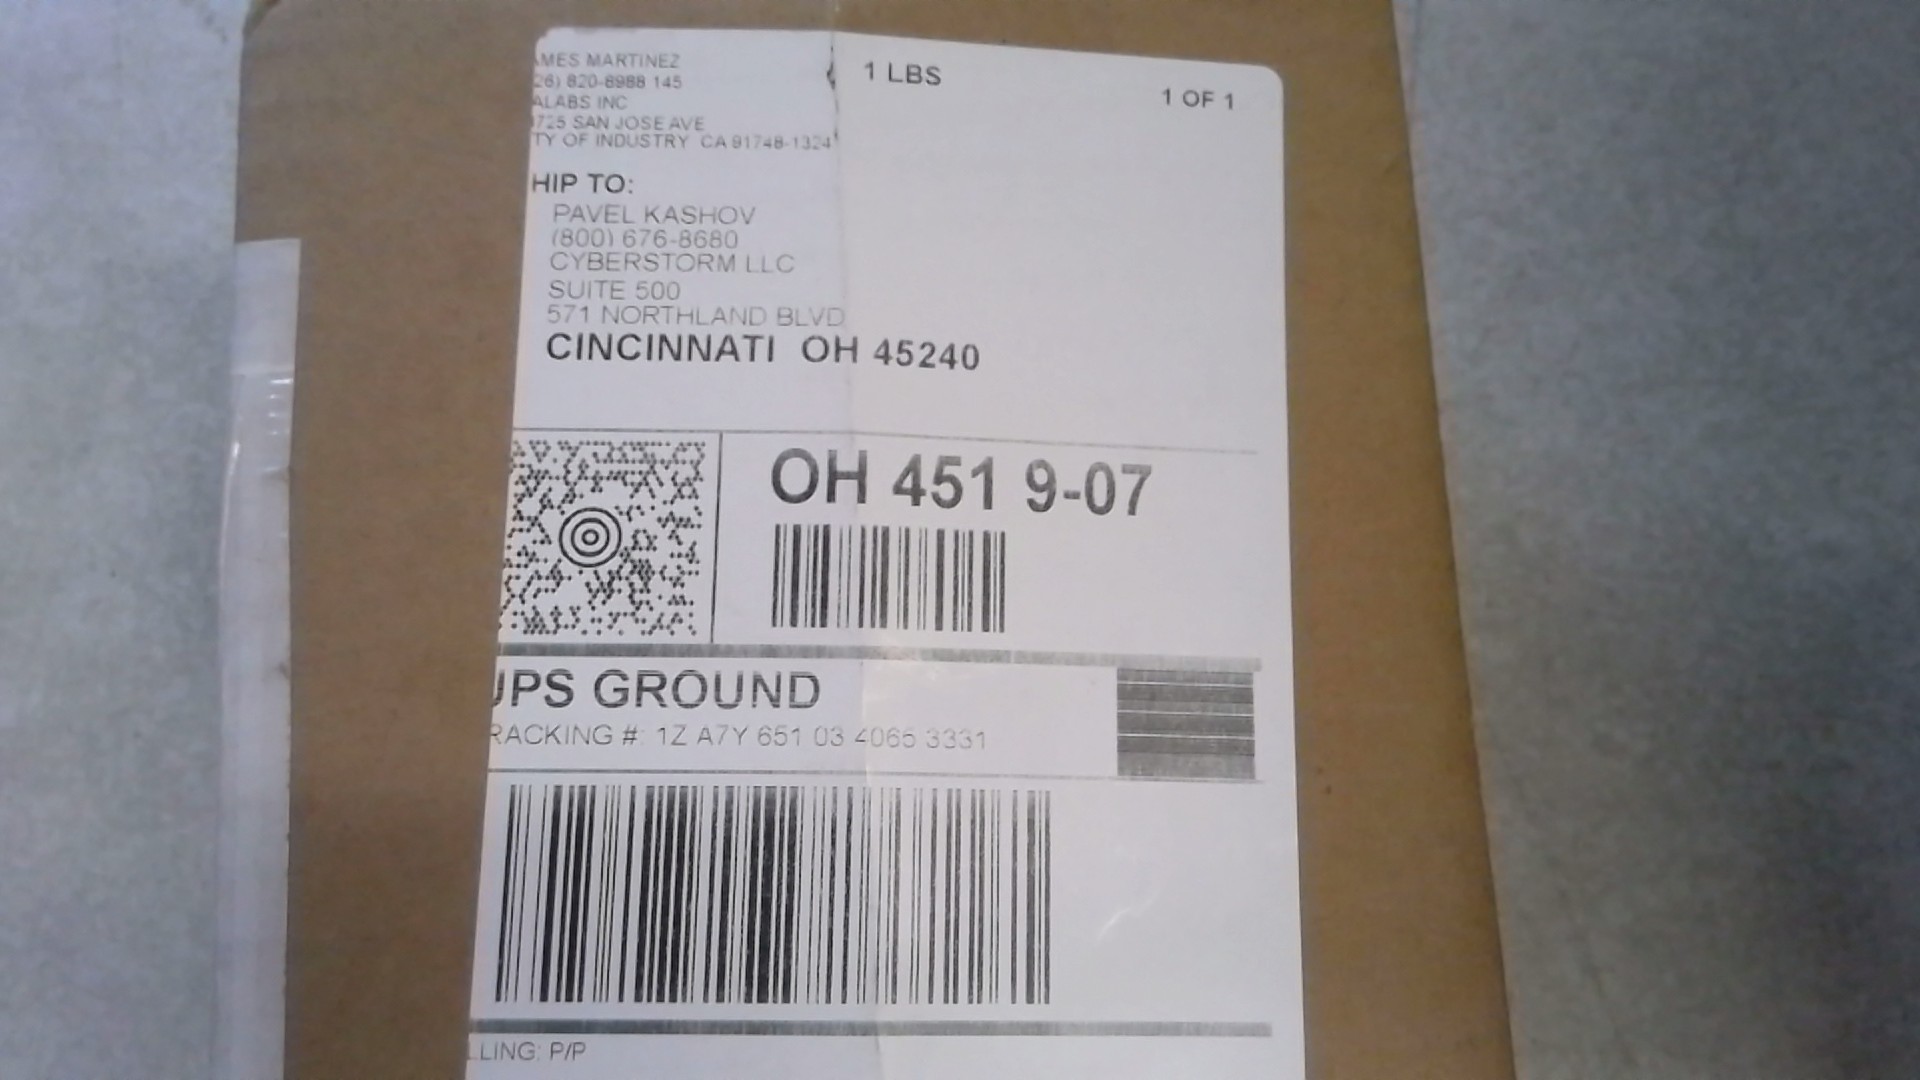 AMES MARTINEZ
26) 820-8988 145
ALABS INC
725 SAN JOSE AVE
TY OF INDUSTRY CA 91748-1324
1 LBS
1 OF 1
HIP TO:
PAVEL KASHOV
(800) 676-8680
CYBERSTORM LLC
SUITE 500
571 NORTHLAND BLVD
CINCINNATI OH 45240
OH 451 9-07
UPS GROUND
RACKING #: 1Z A7Y 651 03 4065 3331
LLING: P/P